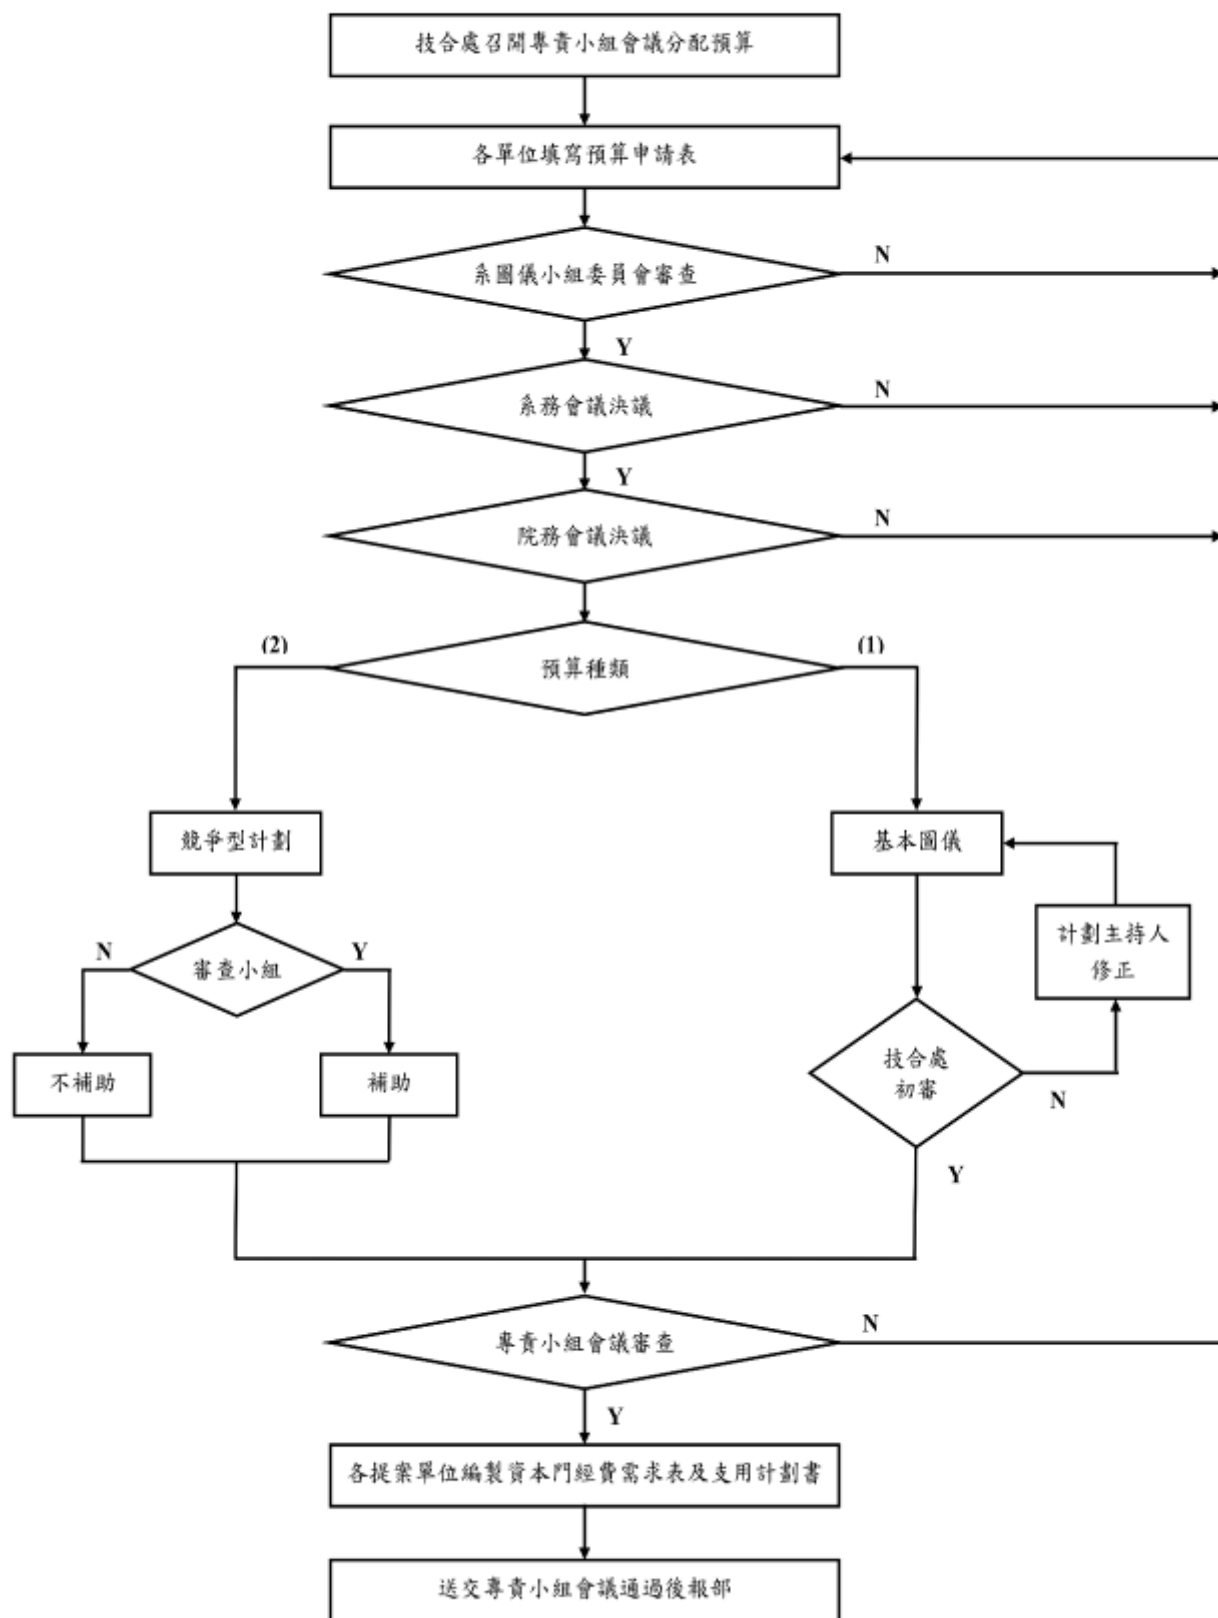 技合處召開專責小組會議分配預算
各單位填寫預算申請表
系圖儀小組委員會審查
N
Y
系務會議決議
N
Y
院務會議決議
N
(2)
預算種類
(1)
競爭型計劃
基本圖儀
N
審查小組
Y
計劃主持人
修正
不補助
補助
技合處
初審
N
Y
專責小組會議審查
N
Y
各提案單位編製資本門經費需求表及支用計劃書
送交專責小組會議通過後報部